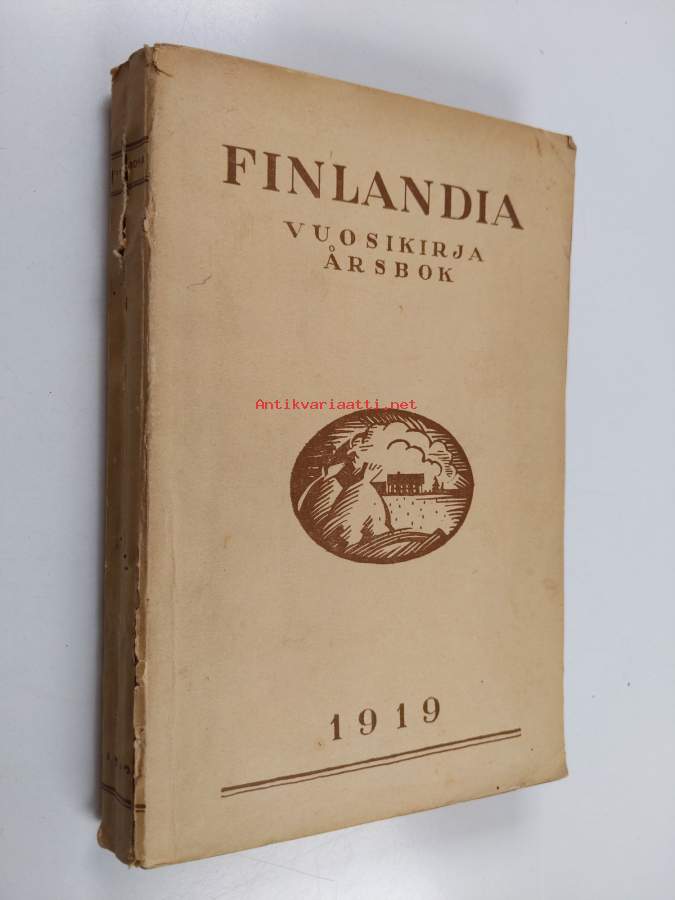 FINLANDIA
VUOSIKIRJA
ÅRSBOK
Antikvariaatti.net
1919